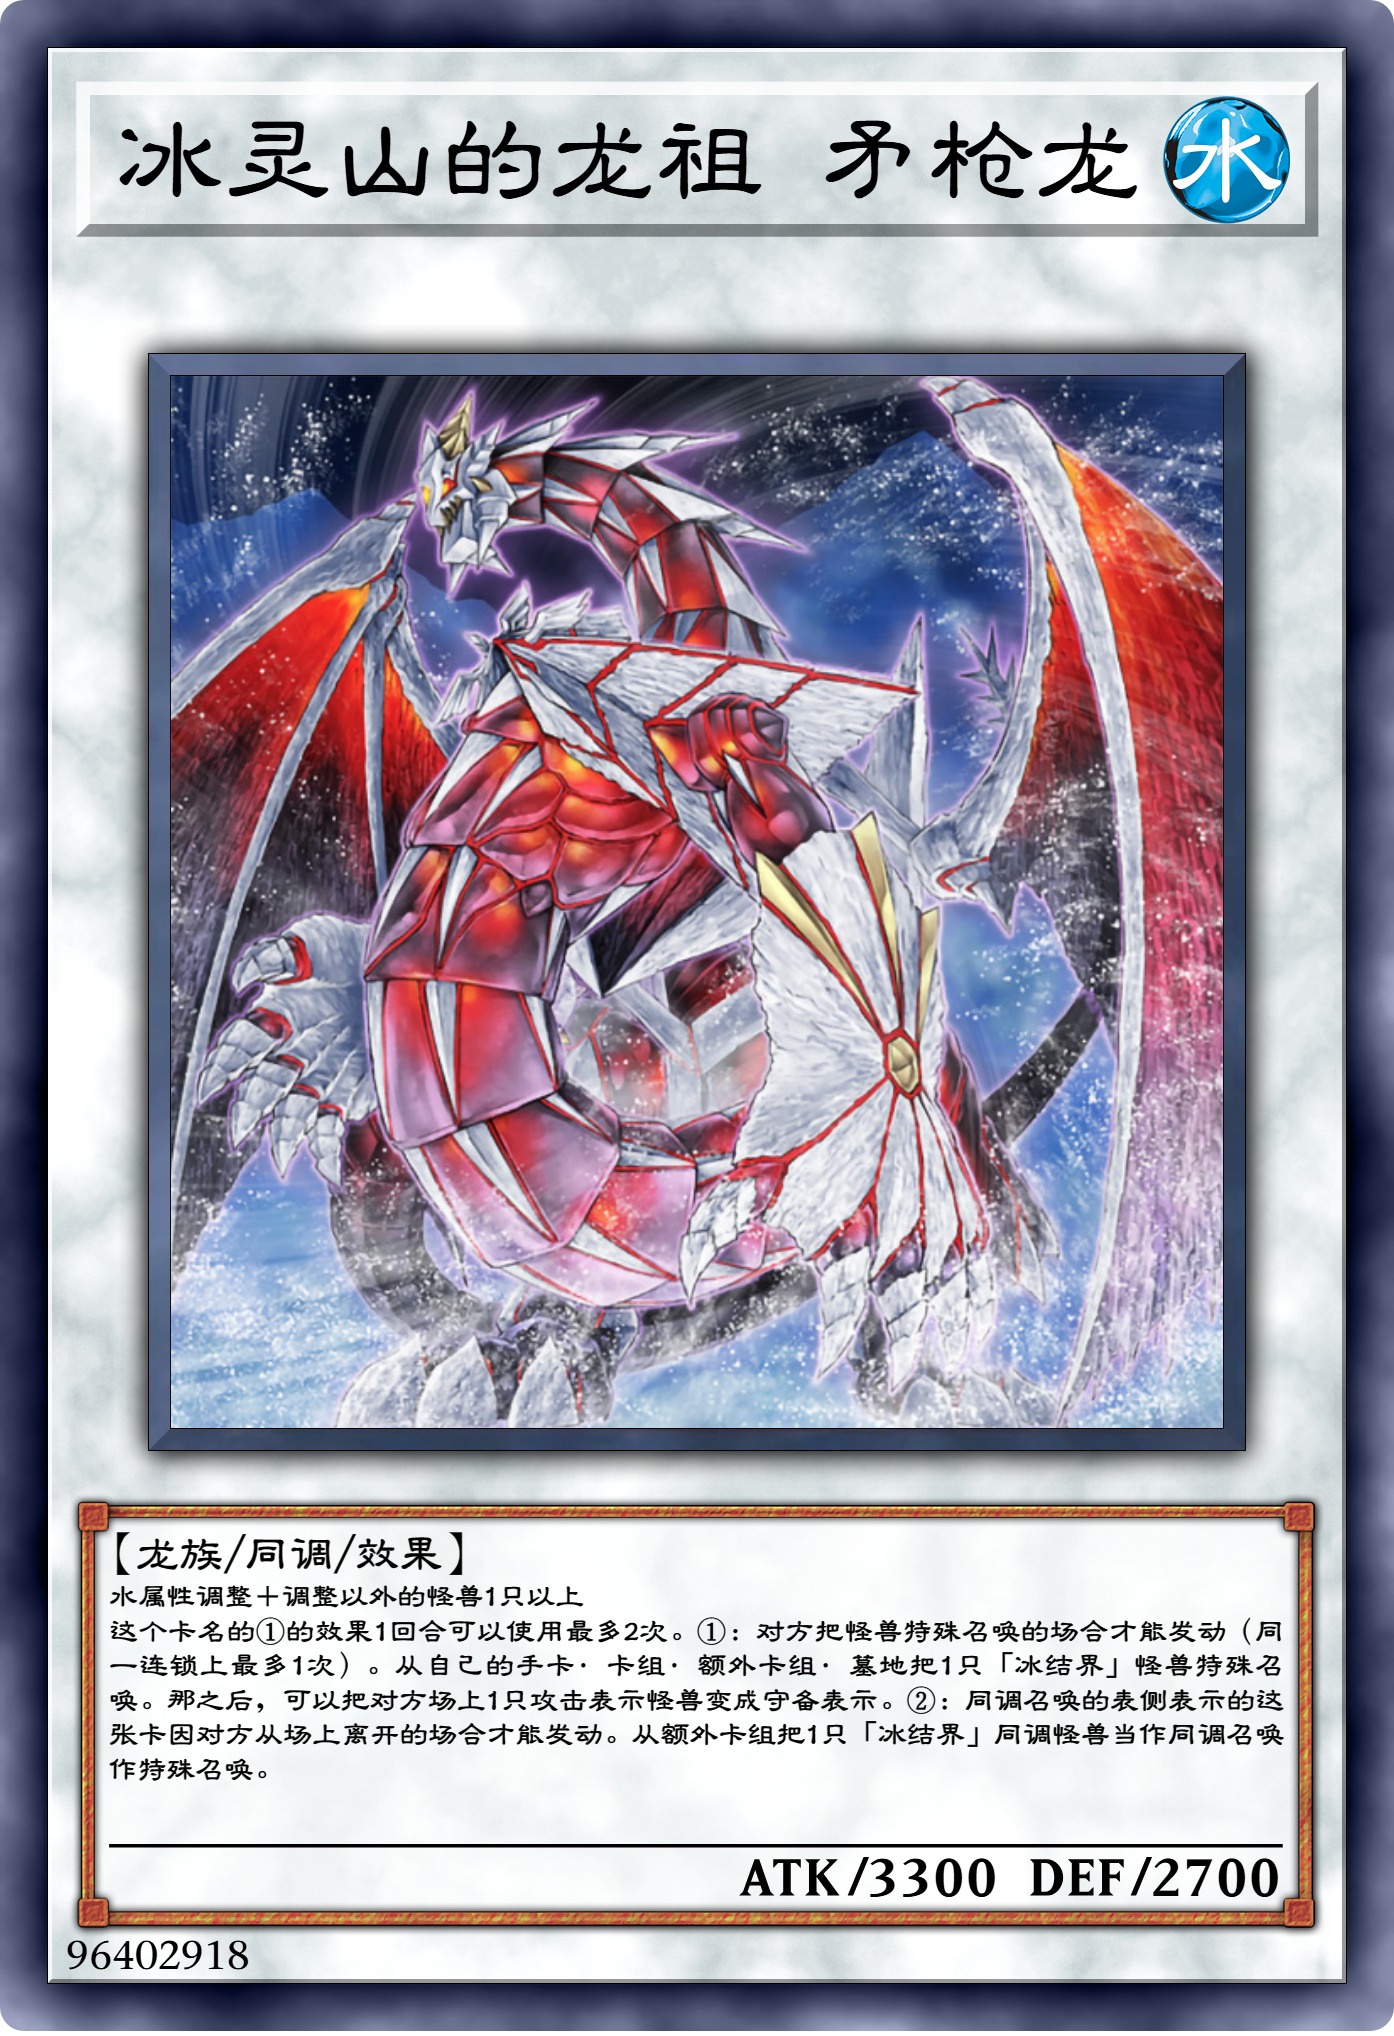 冰灵山的龙祖 矛枪龙 水
【龙族/同调/效果】
水属性调整＋调整以外的怪兽1只以上
这个卡名的①的效果1回合可以使用最多2次。①：对方把怪兽特殊召唤的场合才能发动（同
一连锁上最多1次）。从自己的手卡·卡组·额外卡组·墓地把1只「冰结界」怪兽特殊召
唤。那之后，可以把对方场上1只攻击表示怪兽变成守备表示。②：同调召唤的表侧表示的这
张卡因对方从场上离开的场合才能发动。从额外卡组把1只「冰结界」同调怪兽当作同调召唤
作特殊召唤。
ATK/3300 DEF/2700
96402918